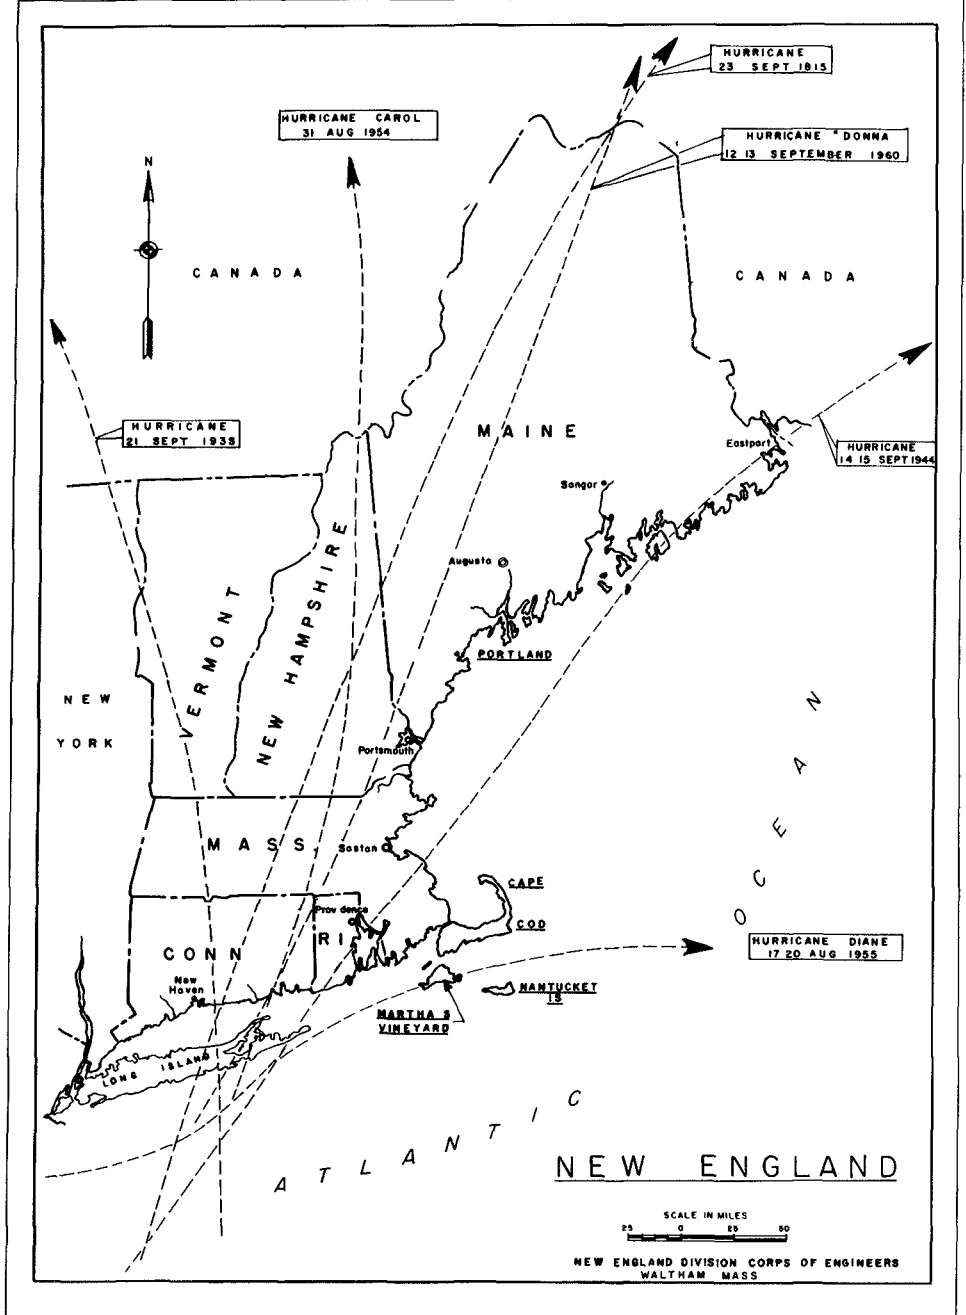 HURRICANE
23 SEPT 1815
HURRICANE CAROL
31 AUG 1954
HURRICANE "DONNA
12 13 SEPTEMBER 1960
N
CANADA
CANADA
HURRICANE
21 SEPT 1938
MAINE
Eastport
HURRICANE
14 15 SEPT 1944
Bangor
Augusta
VERMONT
NEW HAMPSHIRE
PORTLAND
NEW
YORK
Portsmouth
OCEAN
MASS.
Boston
CAPE
COD
Providence
R I
CONN
HURRICANE DIANE
17 20 AUG 1955
New
Haven
NANTUCKET
IS
MARTHA S
VINEYARD
LONG ISLAND
ATLANTIC
NEW ENGLAND
SCALE IN MILES
25 0 25 50
NEW ENGLAND DIVISION CORPS OF ENGINEERS
WALTHAM MASS